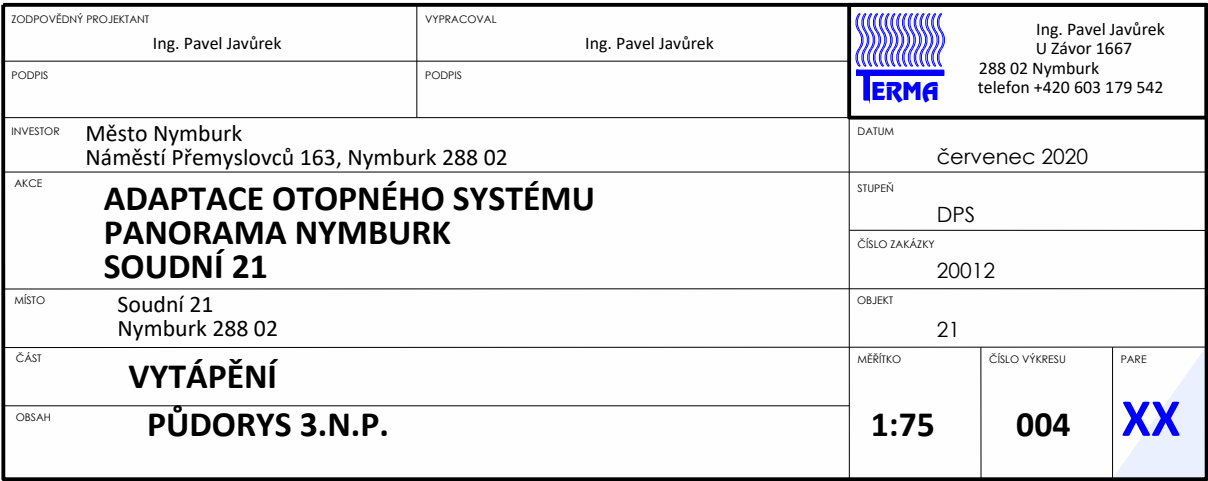 ZODPOVĚDNÝ PROJEKTANT
Ing. Pavel Javůrek
VYPRACOVAL
Ing. Pavel Javůrek
PODPIS
PODPIS
TERMA
Ing. Pavel Javůrek
U Závor 1667
288 02 Nymburk
telefon +420 603 179 542
INVESTOR
Město Nymburk
Náměstí Přemyslovců 163, Nymburk 288 02
DATUM
červenec 2020
AKCE
ADAPTACE OTOPNÉHO SYSTÉMU
PANORAMA NYMBURK
SOUDNÍ 21
STUPEŇ
DPS
ČÍSLO ZAKÁZKY
20012
MÍSTO
Soudní 21
Nymburk 288 02
OBJEKT
21
ČÁST
VYTÁPĚNÍ
OBSAH
PŮDORYS 3.N.P.
MĚŘÍTKO
1:75
ČÍSLO VÝKRESU
004
PARE
XX